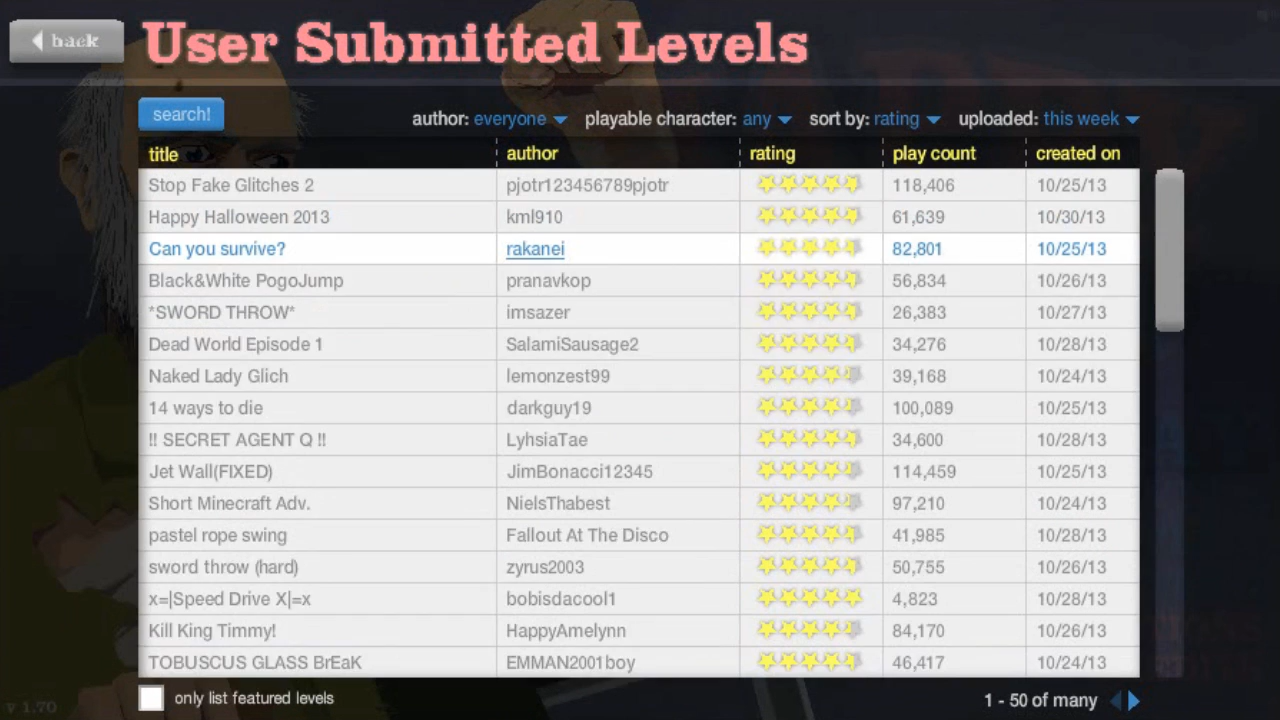 back
User Submitted Levels
search!
author: everyone playable character: any sort by: rating uploaded: this week
title author rating play count created on
Stop Fake Glitches 2 pjotr123456789pjotr 118,406 10/25/13
Happy Halloween 2013 kml910 61,639 10/30/13
Can you survive? rakanei 82,801 10/25/13
Black&White PogoJump pranavkop 56,834 10/26/13
*SWORD THROW* imsazer 26,383 10/27/13
Dead World Episode 1 SalamiSausage2 34,276 10/28/13
Naked Lady Glich lemonzest99 39,168 10/24/13
14 ways to die darkguy19 100,089 10/25/13
!! SECRET AGENT Q !! LyhsiaTae 34,600 10/28/13
Jet Wall(FIXED) JimBonacci12345 114,459 10/25/13
Short Minecraft Adv. NielsThabest 97,210 10/24/13
pastel rope swing Fallout At The Disco 41,985 10/28/13
sword throw (hard) zyrus2003 50,755 10/26/13
x=|Speed Drive X|=x bobisdacool1 4,823 10/28/13
Kill King Timmy! HappyAmelynn 84,170 10/26/13
TOBUSCUS GLASS BrEaK EMMAN2001boy 46,417 10/24/13
only list featured levels
1 - 50 of many
v 1.70